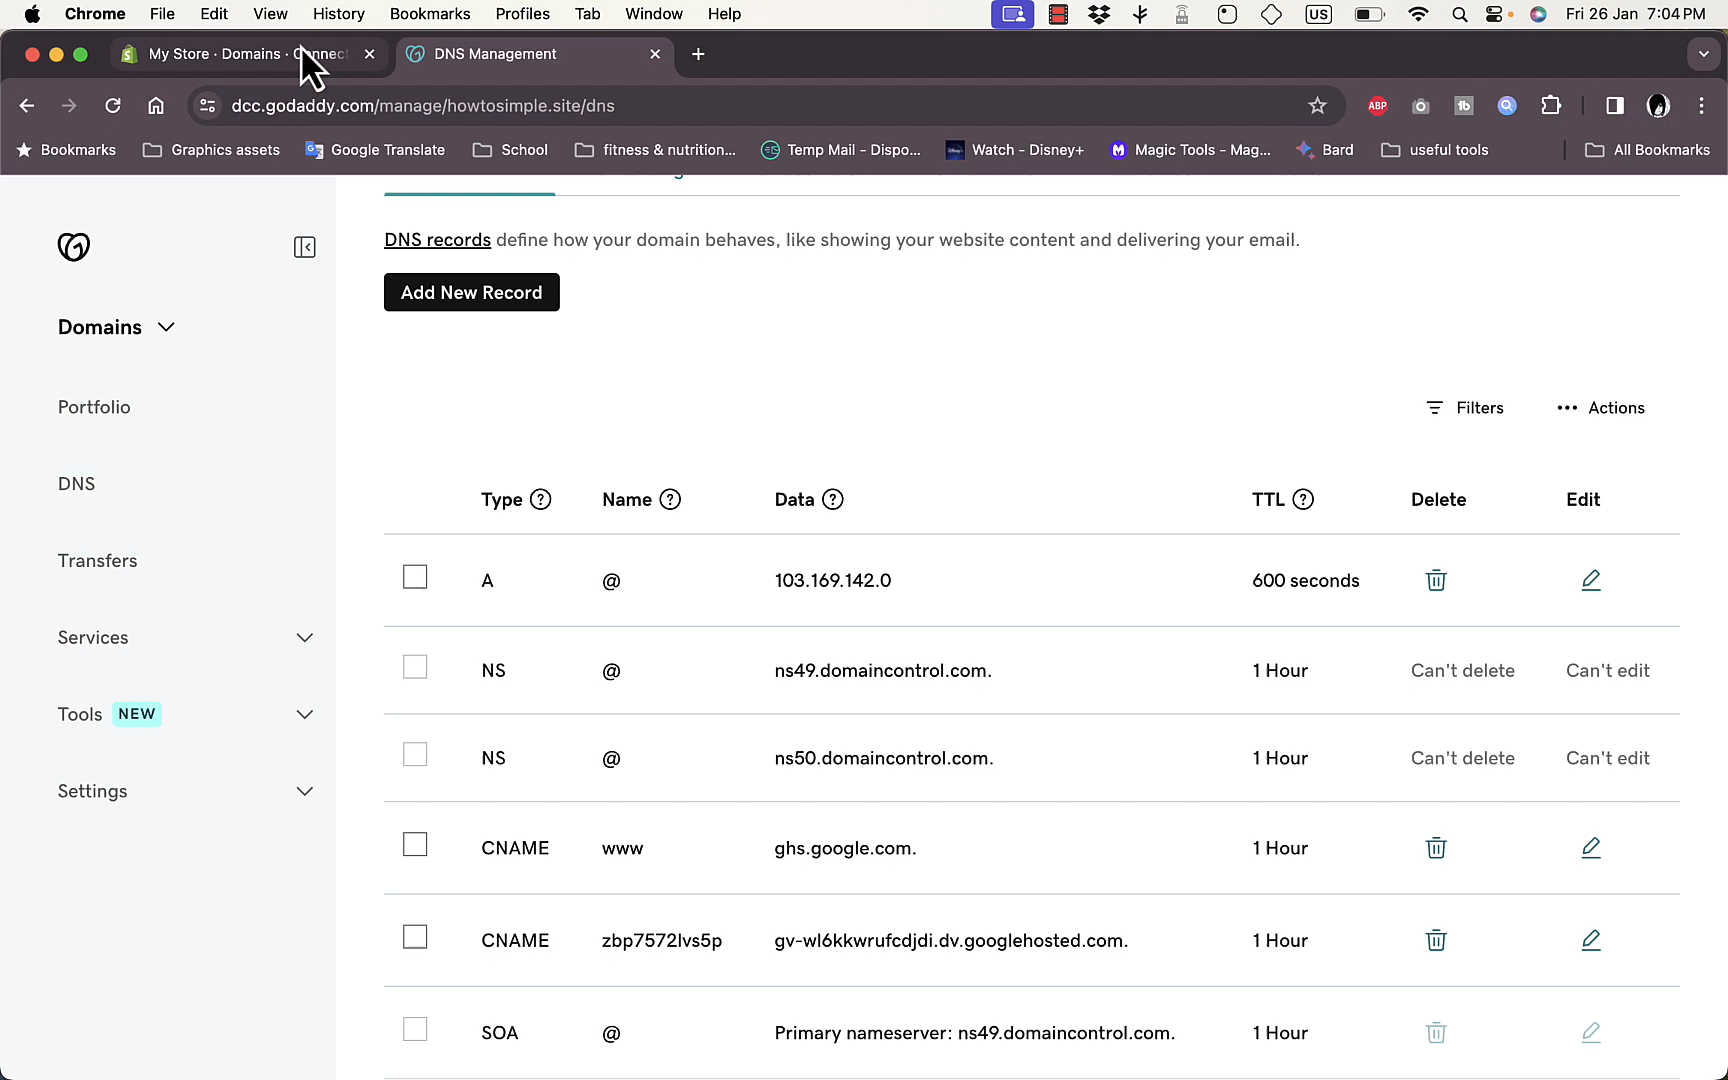 Chrome File Edit View History Bookmarks Profiles Tab Window Help US Fri 26 Jan 7:04 PM
My Store · Domains · Connect DNS Management
dcc.godaddy.com/manage/howtosimple.site/dns ABP tb
Bookmarks Graphics assets Google Translate School fitness & nutrition... Temp Mail - Dispo... Watch - Disney+ Magic Tools - Mag... Bard useful tools All Bookmarks
DNS records define how your domain behaves, like showing your website content and delivering your email.
Add New Record
Domains
Portfolio
DNS
Transfers
Services
Tools NEW
Settings
Filters Actions
Type Name Data TTL Delete Edit
A @ 103.169.142.0 600 seconds
NS @ ns49.domaincontrol.com. 1 Hour Can't delete Can't edit
NS @ ns50.domaincontrol.com. 1 Hour Can't delete Can't edit
CNAME www ghs.google.com. 1 Hour
CNAME zbp7572lvs5p gv-wl6kkwrufcdjdi.dv.googlehosted.com. 1 Hour
SOA @ Primary nameserver: ns49.domaincontrol.com. 1 Hour